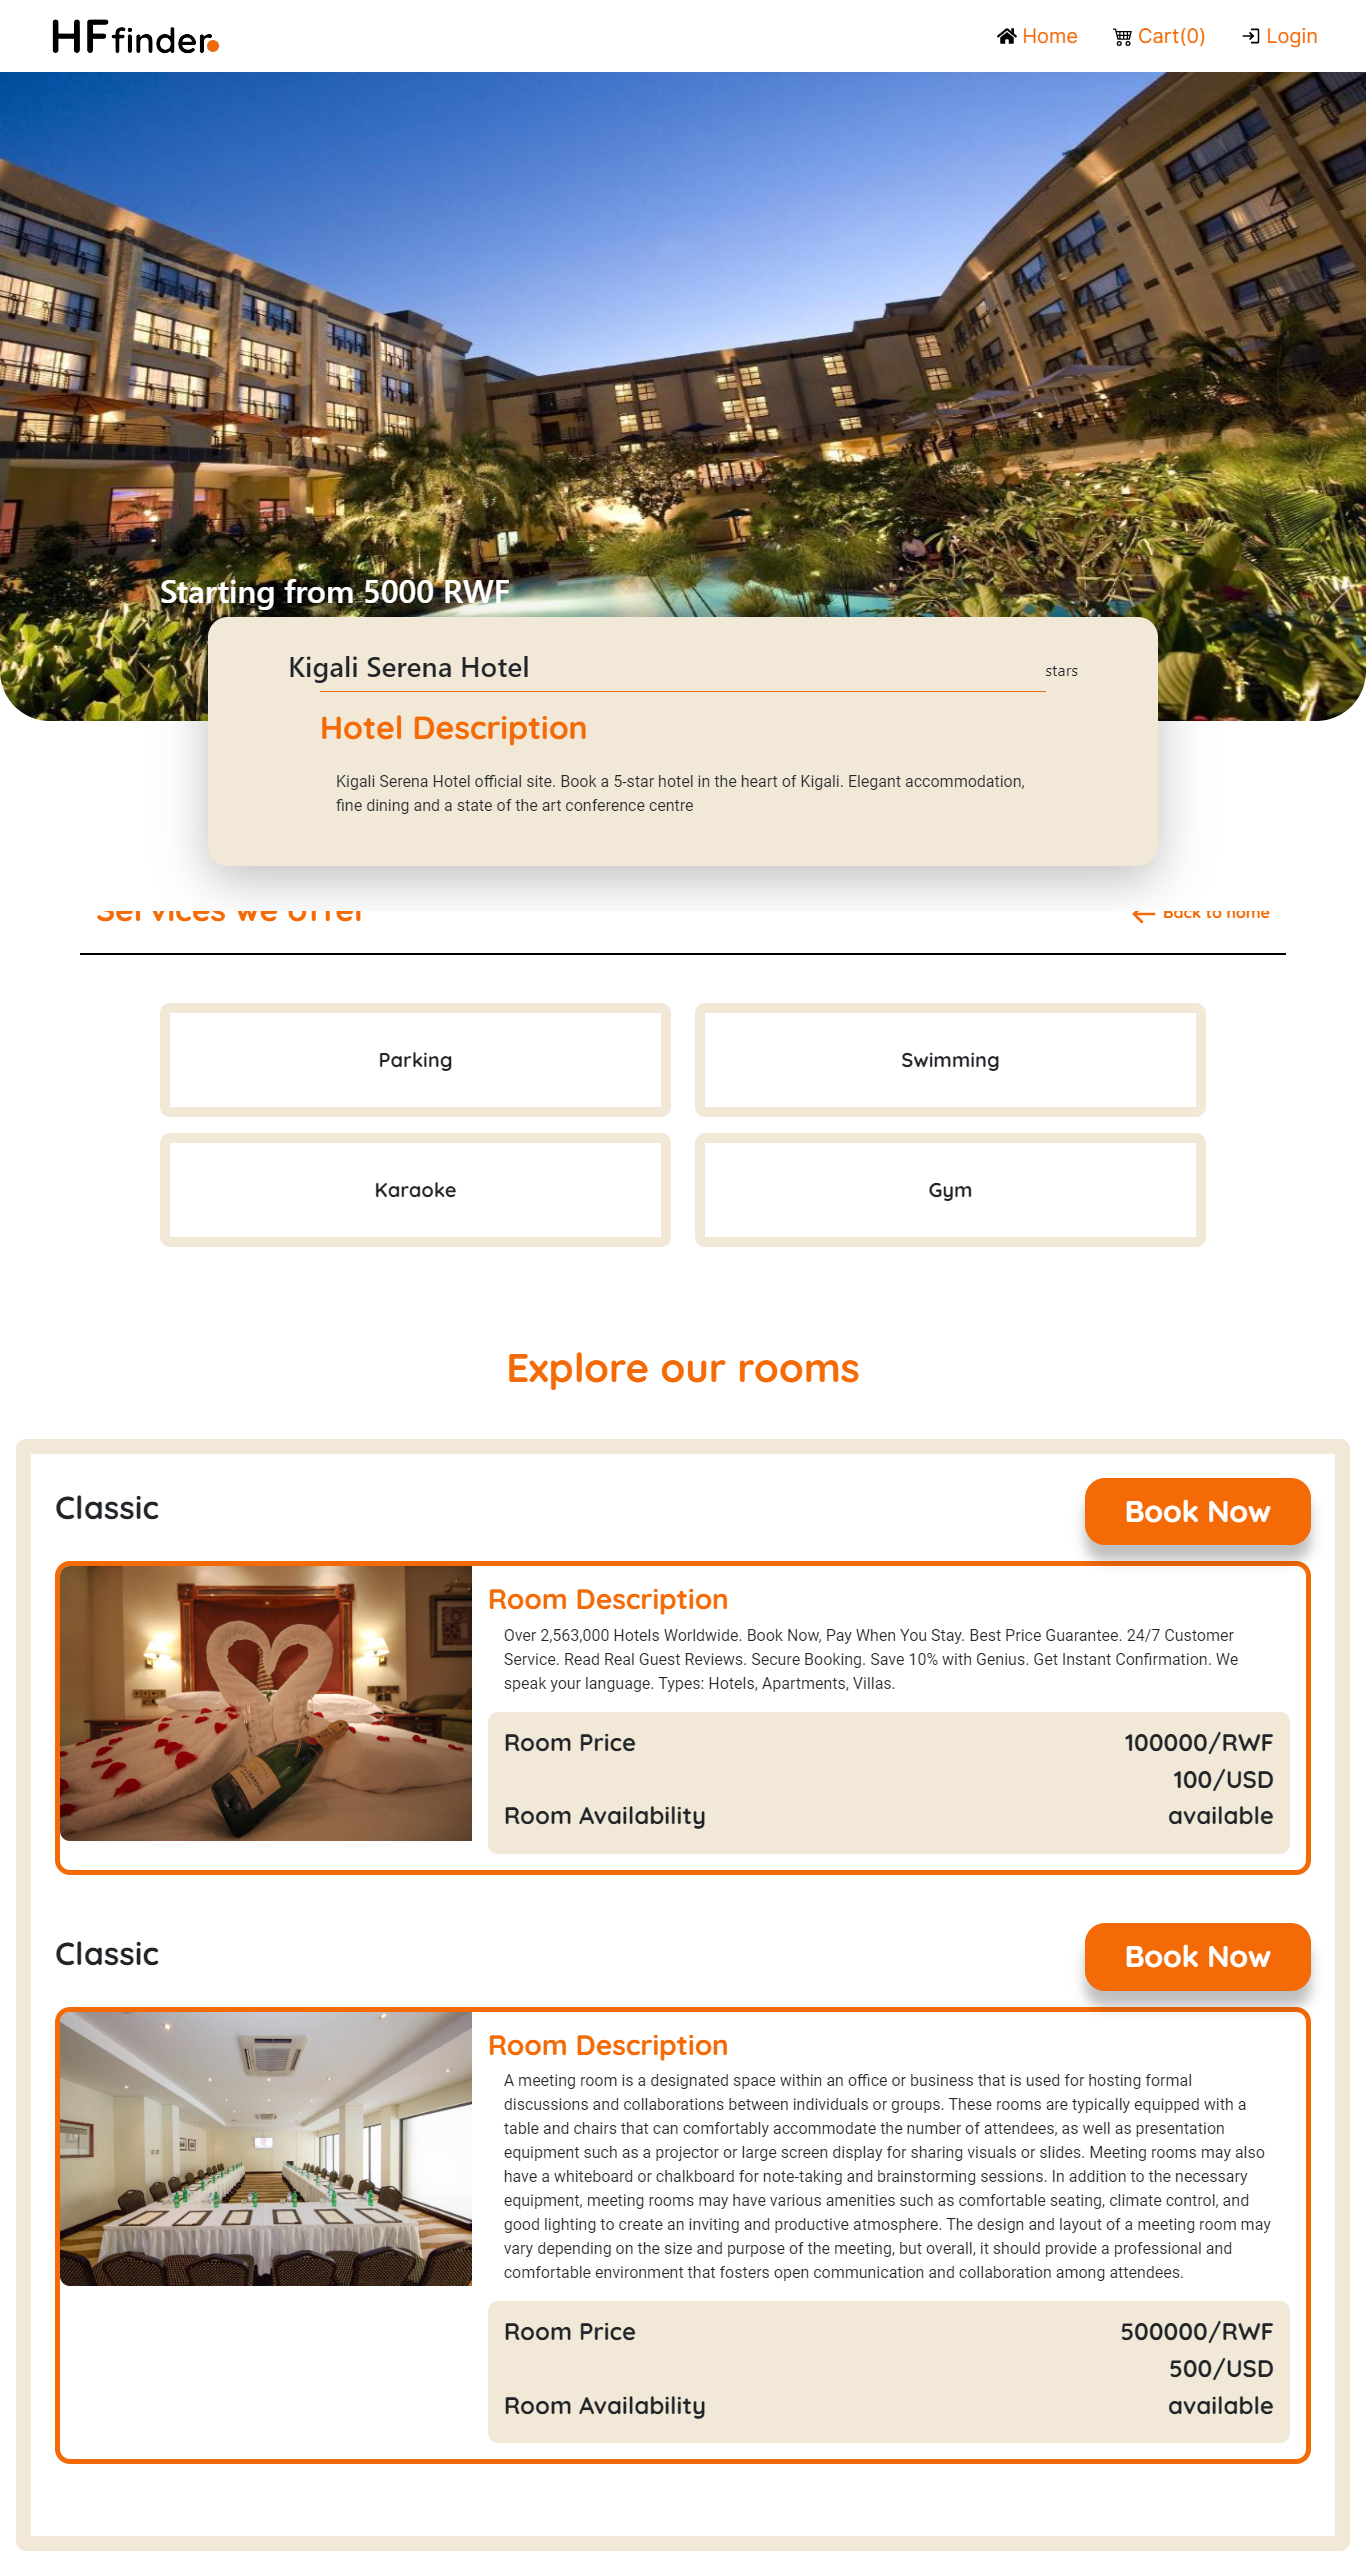 HFfinder
Home
Cart(0)
Login
Starting from 5000 RWF
Kigali Serena Hotel
stars
Hotel Description
Kigali Serena Hotel official site. Book a 5-star hotel in the heart of Kigali. Elegant accommodation,
fine dining and a state of the art conference centre
Services we offer
Back to home
Parking
Swimming
Karaoke
Gym
Explore our rooms
Classic
Book Now
Room Description
Over 2,563,000 Hotels Worldwide. Book Now, Pay When You Stay. Best Price Guarantee. 24/7 Customer
Service. Read Real Guest Reviews. Secure Booking. Save 10% with Genius. Get Instant Confirmation. We
speak your language. Types: Hotels, Apartments, Villas.
Room Price
100000/RWF
100/USD
Room Availability
available
Classic
Book Now
Room Description
A meeting room is a designated space within an office or business that is used for hosting formal
discussions and collaborations between individuals or groups. These rooms are typically equipped with a
table and chairs that can comfortably accommodate the number of attendees, as well as presentation
equipment such as a projector or large screen display for sharing visuals or slides. Meeting rooms may also
have a whiteboard or chalkboard for note-taking and brainstorming sessions. In addition to the necessary
equipment, meeting rooms may have various amenities such as comfortable seating, climate control, and
good lighting to create an inviting and productive atmosphere. The design and layout of a meeting room may
vary depending on the size and purpose of the meeting, but overall, it should provide a professional and
comfortable environment that fosters open communication and collaboration among attendees.
Room Price
500000/RWF
500/USD
Room Availability
available